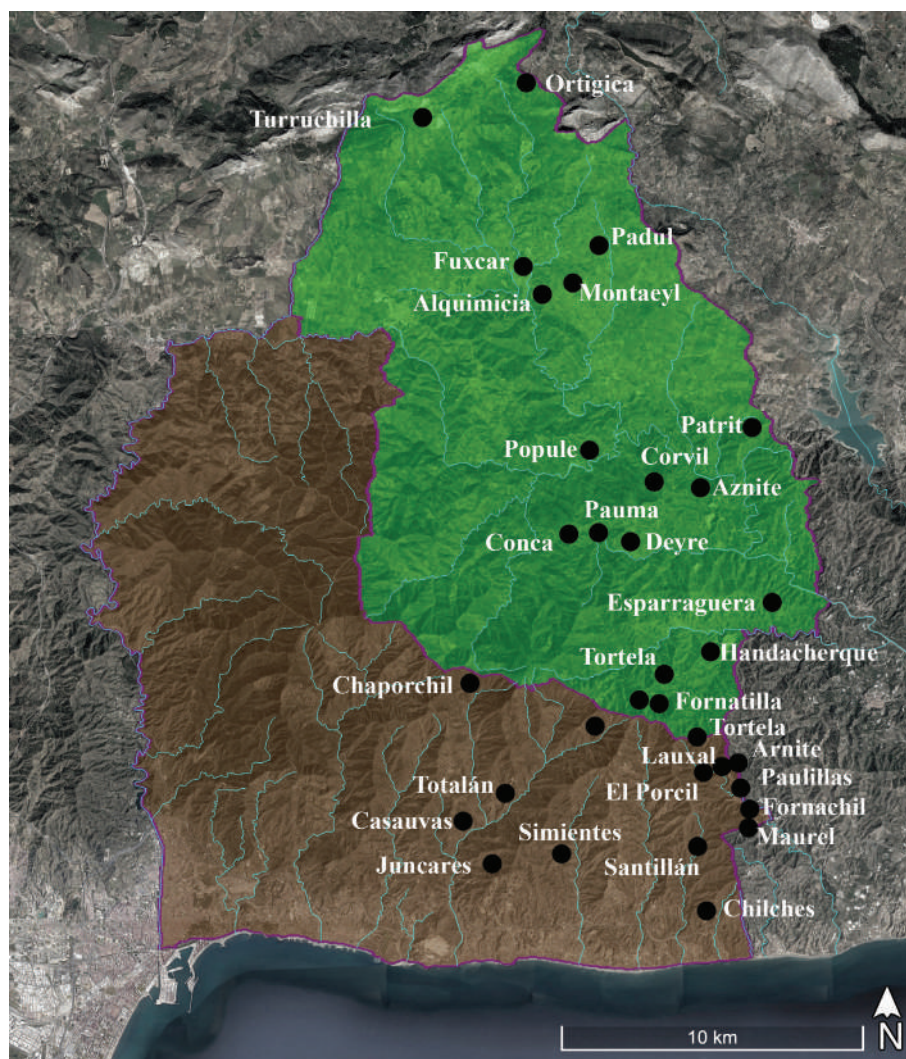 Ortigica
Turruchilla
Padul
Fuxcar
Montaeyl
Alquimicia
Patrit
Popule
Corvil
Aznite
Pauma
Conca
Deyre
Esparraguera
Handacherque
Tortela
Chaporchil
Fornatilla
Tortela
Lauxal
Arnite
Totalán
El Porcil
Paulillas
Fornachil
Casauvas
Simientes
Maurel
Juncares
Santillán
Chilches
10 km
N